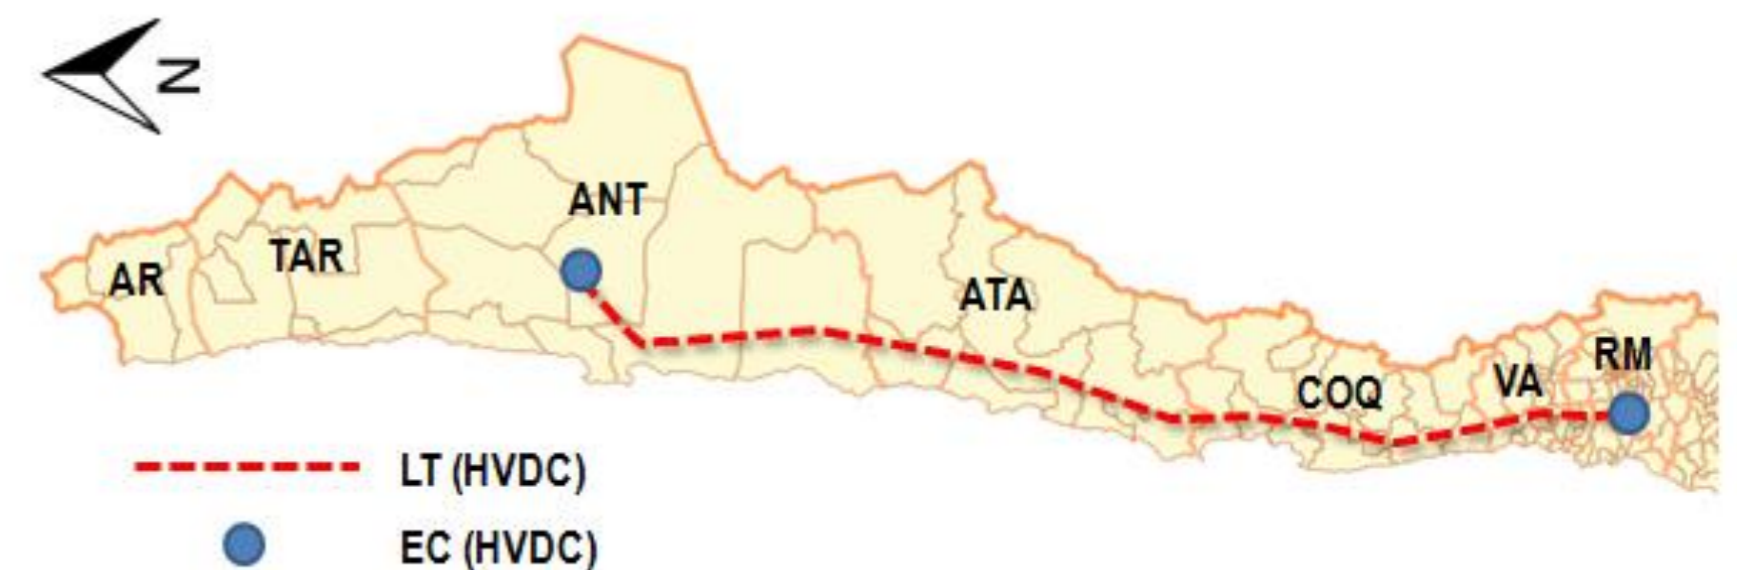 N
ANT
TAR
AR
ATA
RM
VA
COQ
LT (HVDC)
EC (HVDC)